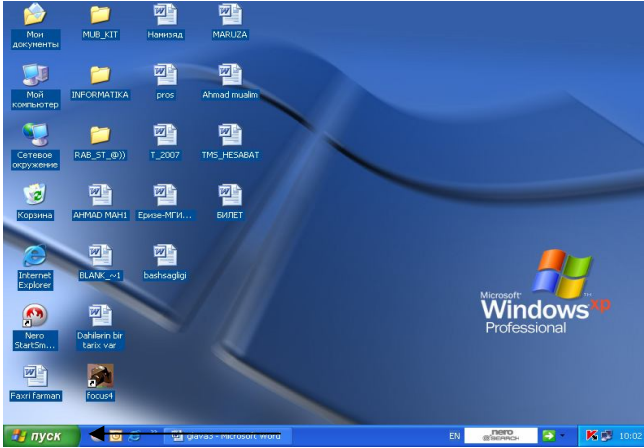 Мои
документы
MUB_KIT
Нанизяд
MARUZA
Мой
компьютер
INFORMATIKA
pros
Ahmad mualim
Сетевое
окружение
RAB_ST_@))
T_2007
TMS_HESABAT
Корзина
AHMAD MAH1
Еризе-МГИ...
БИЛЕТ
Internet
Explorer
BLANK_~1
bashsagligi
Nero
StartSm...
Dahilərin bir
tarix var
Faxri farman
focus4
Microsoft
Windows xp
Professional
пуск
glava3 - Microsoft Word
EN
nero
SEARCH
10:02